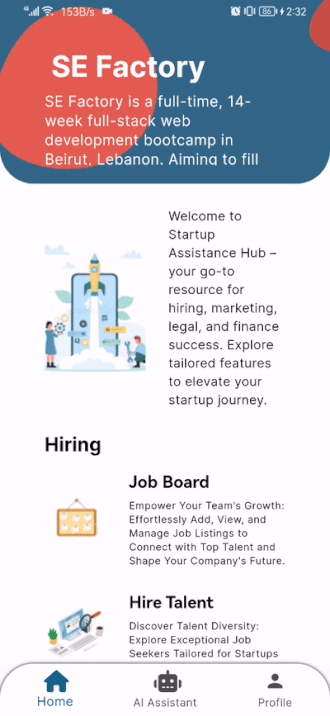 153B/s 86 2:32
SE Factory
SE Factory is a full-time, 14-
week full-stack web
development bootcamp in
Beirut, Lebanon. Aiming to fill
Welcome to
Startup
Assistance Hub –
your go-to
resource for
hiring, marketing,
legal, and finance
success. Explore
tailored features
to elevate your
startup journey.
Hiring
Job Board
Empower Your Team's Growth:
Effortlessly Add, View, and
Manage Job Listings to
Connect with Top Talent and
Shape Your Company's Future.
Hire Talent
Discover Talent Diversity:
Explore Exceptional Job
Seekers Tailored for Startups
Home AI Assistant Profile